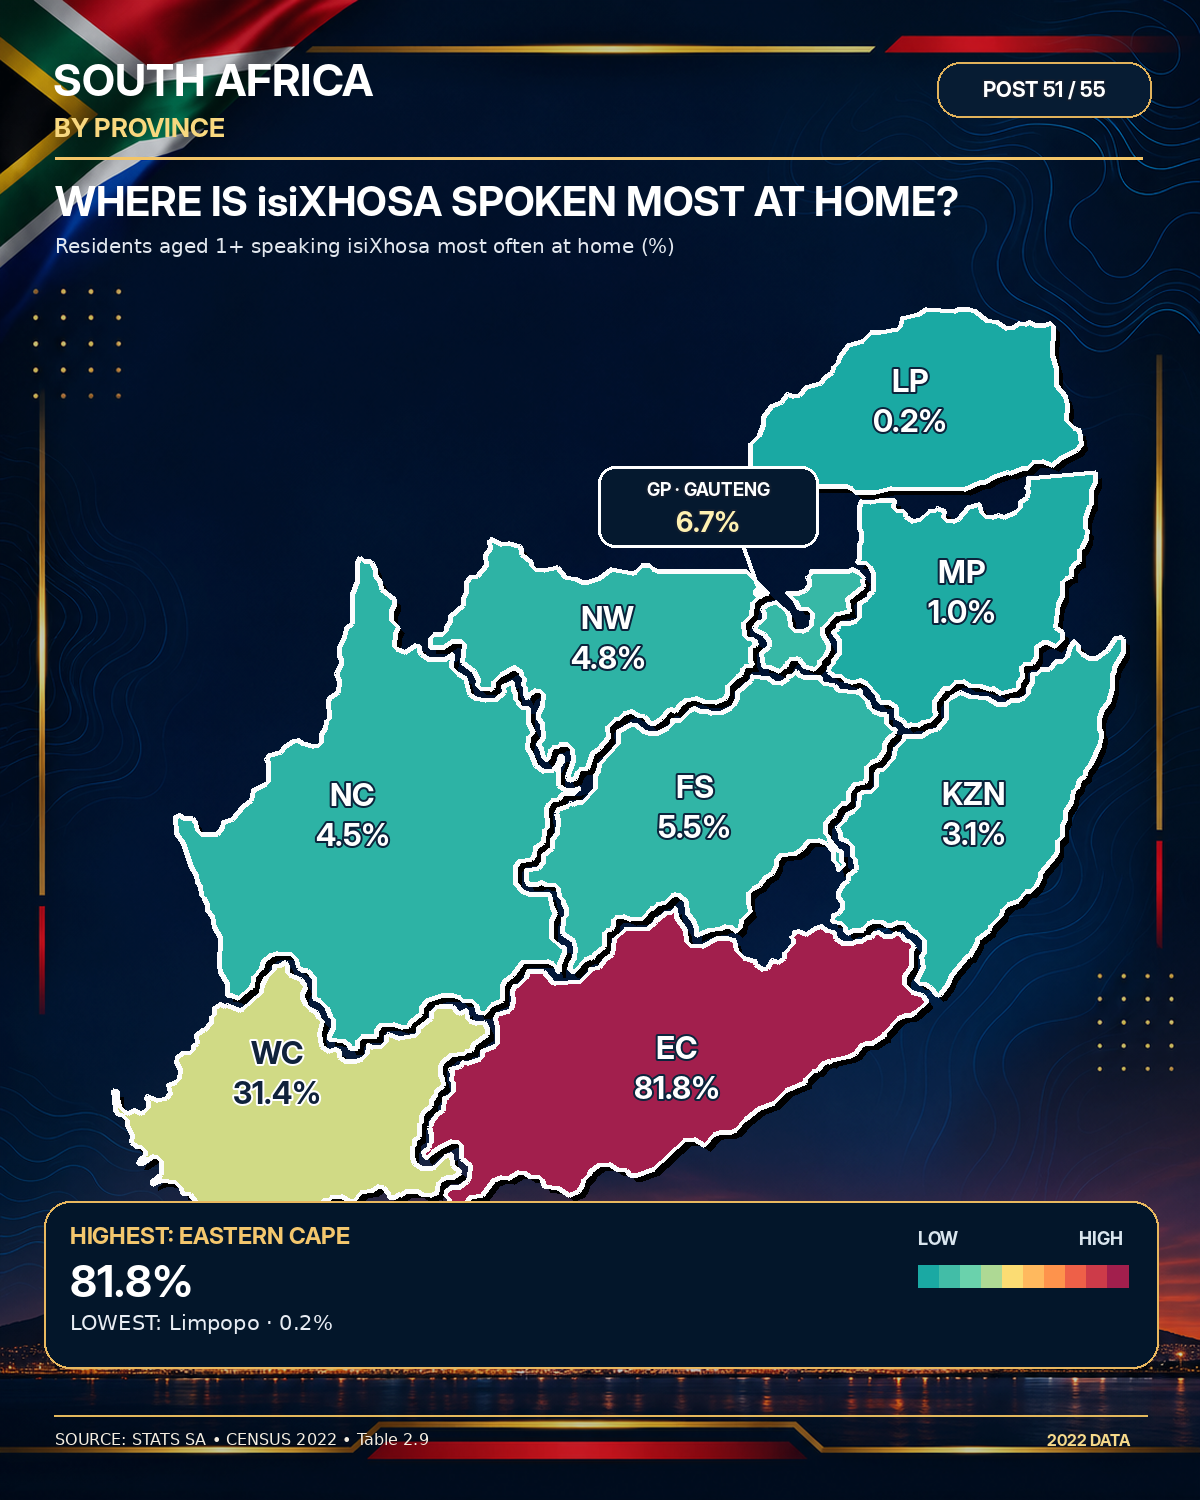 SOUTH AFRICA
BY PROVINCE
POST 51 / 55
WHERE IS isiXHOSA SPOKEN MOST AT HOME?
Residents aged 1+ speaking isiXhosa most often at home (%)
LP
0.2%
GP · GAUTENG
6.7%
MP
1.0%
NW
4.8%
NC
4.5%
FS
5.5%
KZN
3.1%
WC
31.4%
EC
81.8%
HIGHEST: EASTERN CAPE
81.8%
LOWEST: Limpopo · 0.2%
LOW HIGH
SOURCE: STATS SA • CENSUS 2022 • Table 2.9
2022 DATA